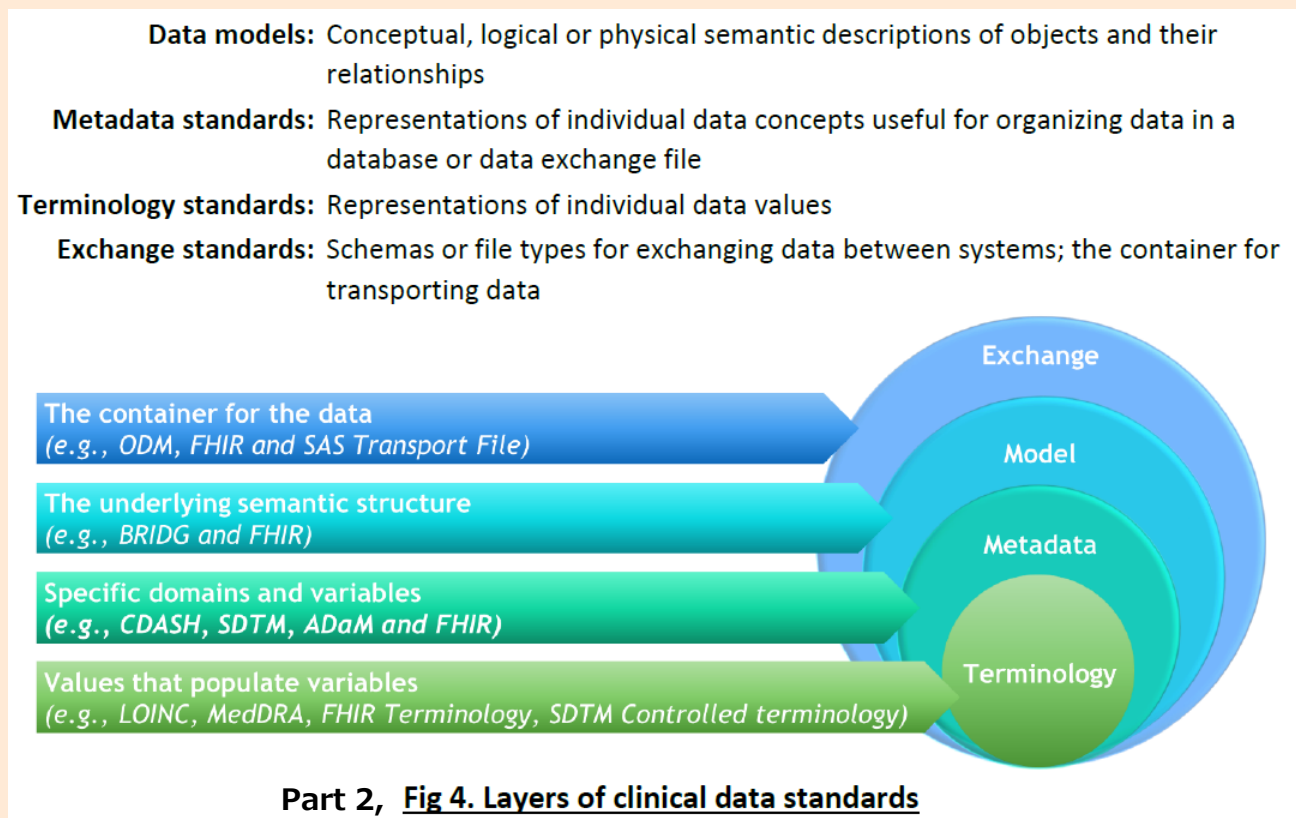 Data models: Conceptual, logical or physical semantic descriptions of objects and their
relationships
Metadata standards: Representations of individual data concepts useful for organizing data in a
database or data exchange file
Terminology standards: Representations of individual data values
Exchange standards: Schemas or file types for exchanging data between systems; the container for
transporting data
Exchange
The container for the data
(e.g., ODM, FHIR and SAS Transport File)
Model
The underlying semantic structure
(e.g., BRIDG and FHIR)
Metadata
Specific domains and variables
(e.g., CDASH, SDTM, ADaM and FHIR)
Terminology
Values that populate variables
(e.g., LOINC, MedDRA, FHIR Terminology, SDTM Controlled terminology)
Part 2, Fig 4. Layers of clinical data standards